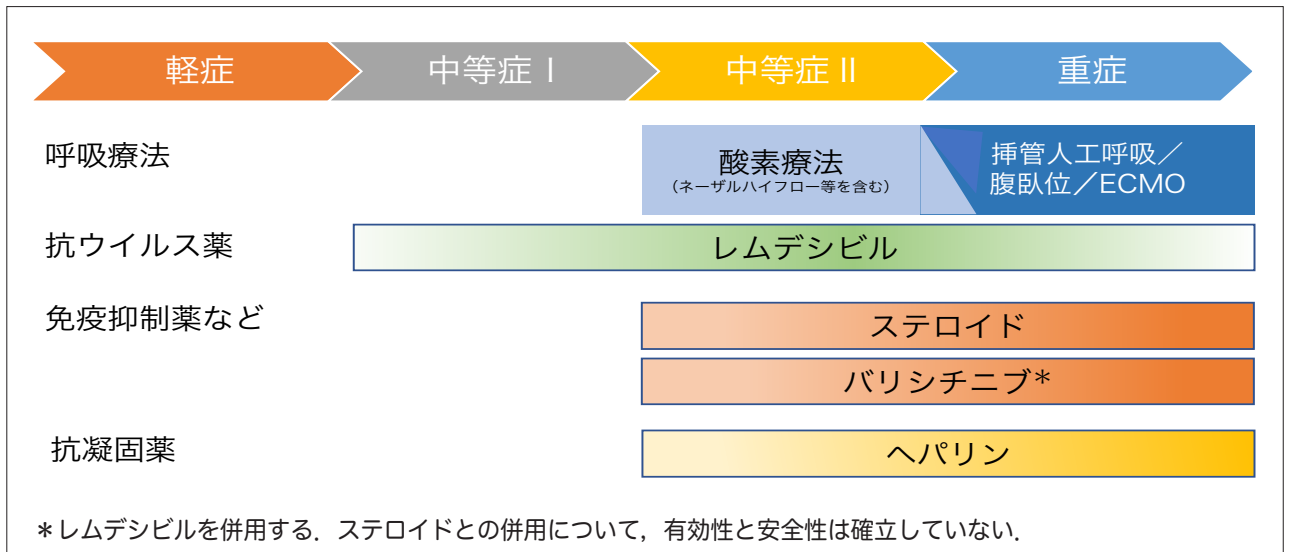 軽症
中等症Ⅰ
中等症Ⅱ
重症
呼吸療法
酸素療法
(ネーザルハイフロー等を含む)
挿管人工呼吸／
腹臥位／ECMO
抗ウイルス薬
レムデシビル
免疫抑制薬など
ステロイド
バリシチニブ*
抗凝固薬
ヘパリン
＊レムデシビルを併用する．ステロイドとの併用について，有効性と安全性は確立していない．